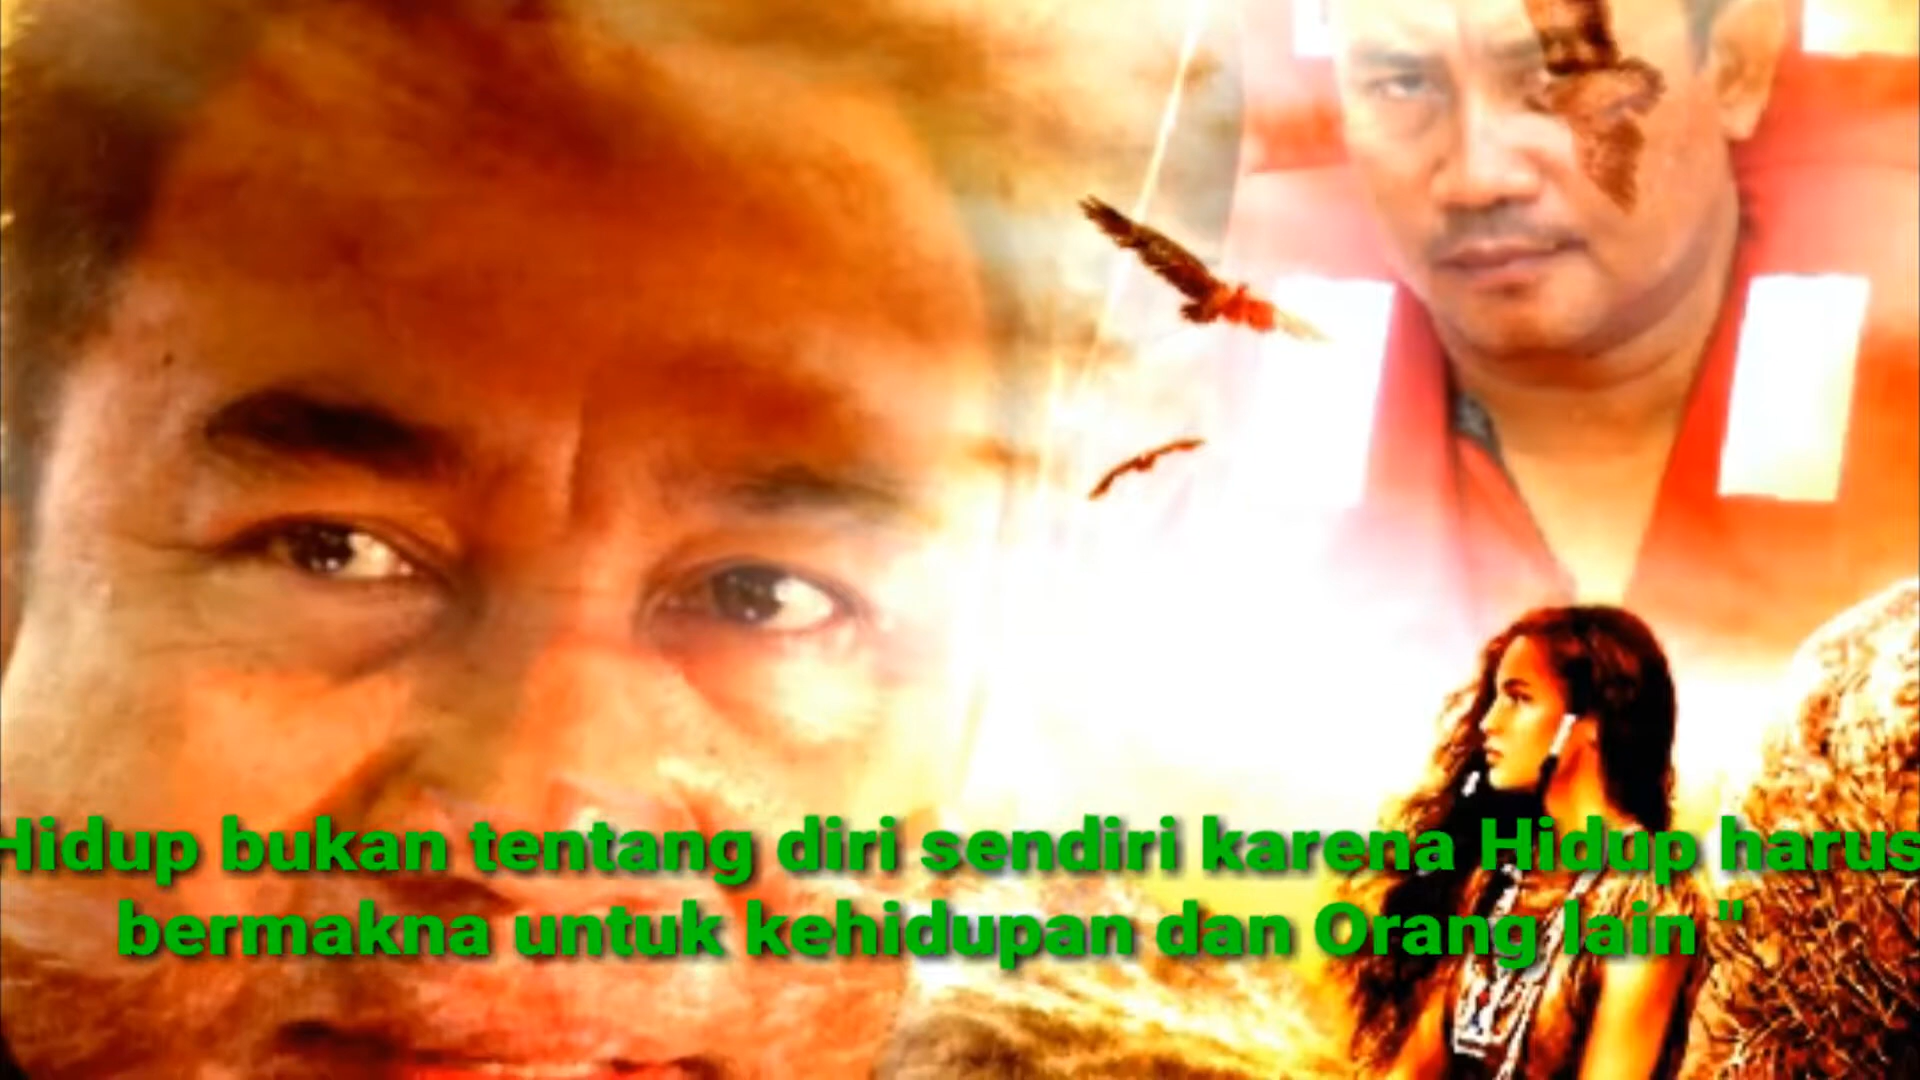 Hidup bukan tentang diri sendiri karena Hidup harus
bermakna untuk kehidupan dan Orang lain "